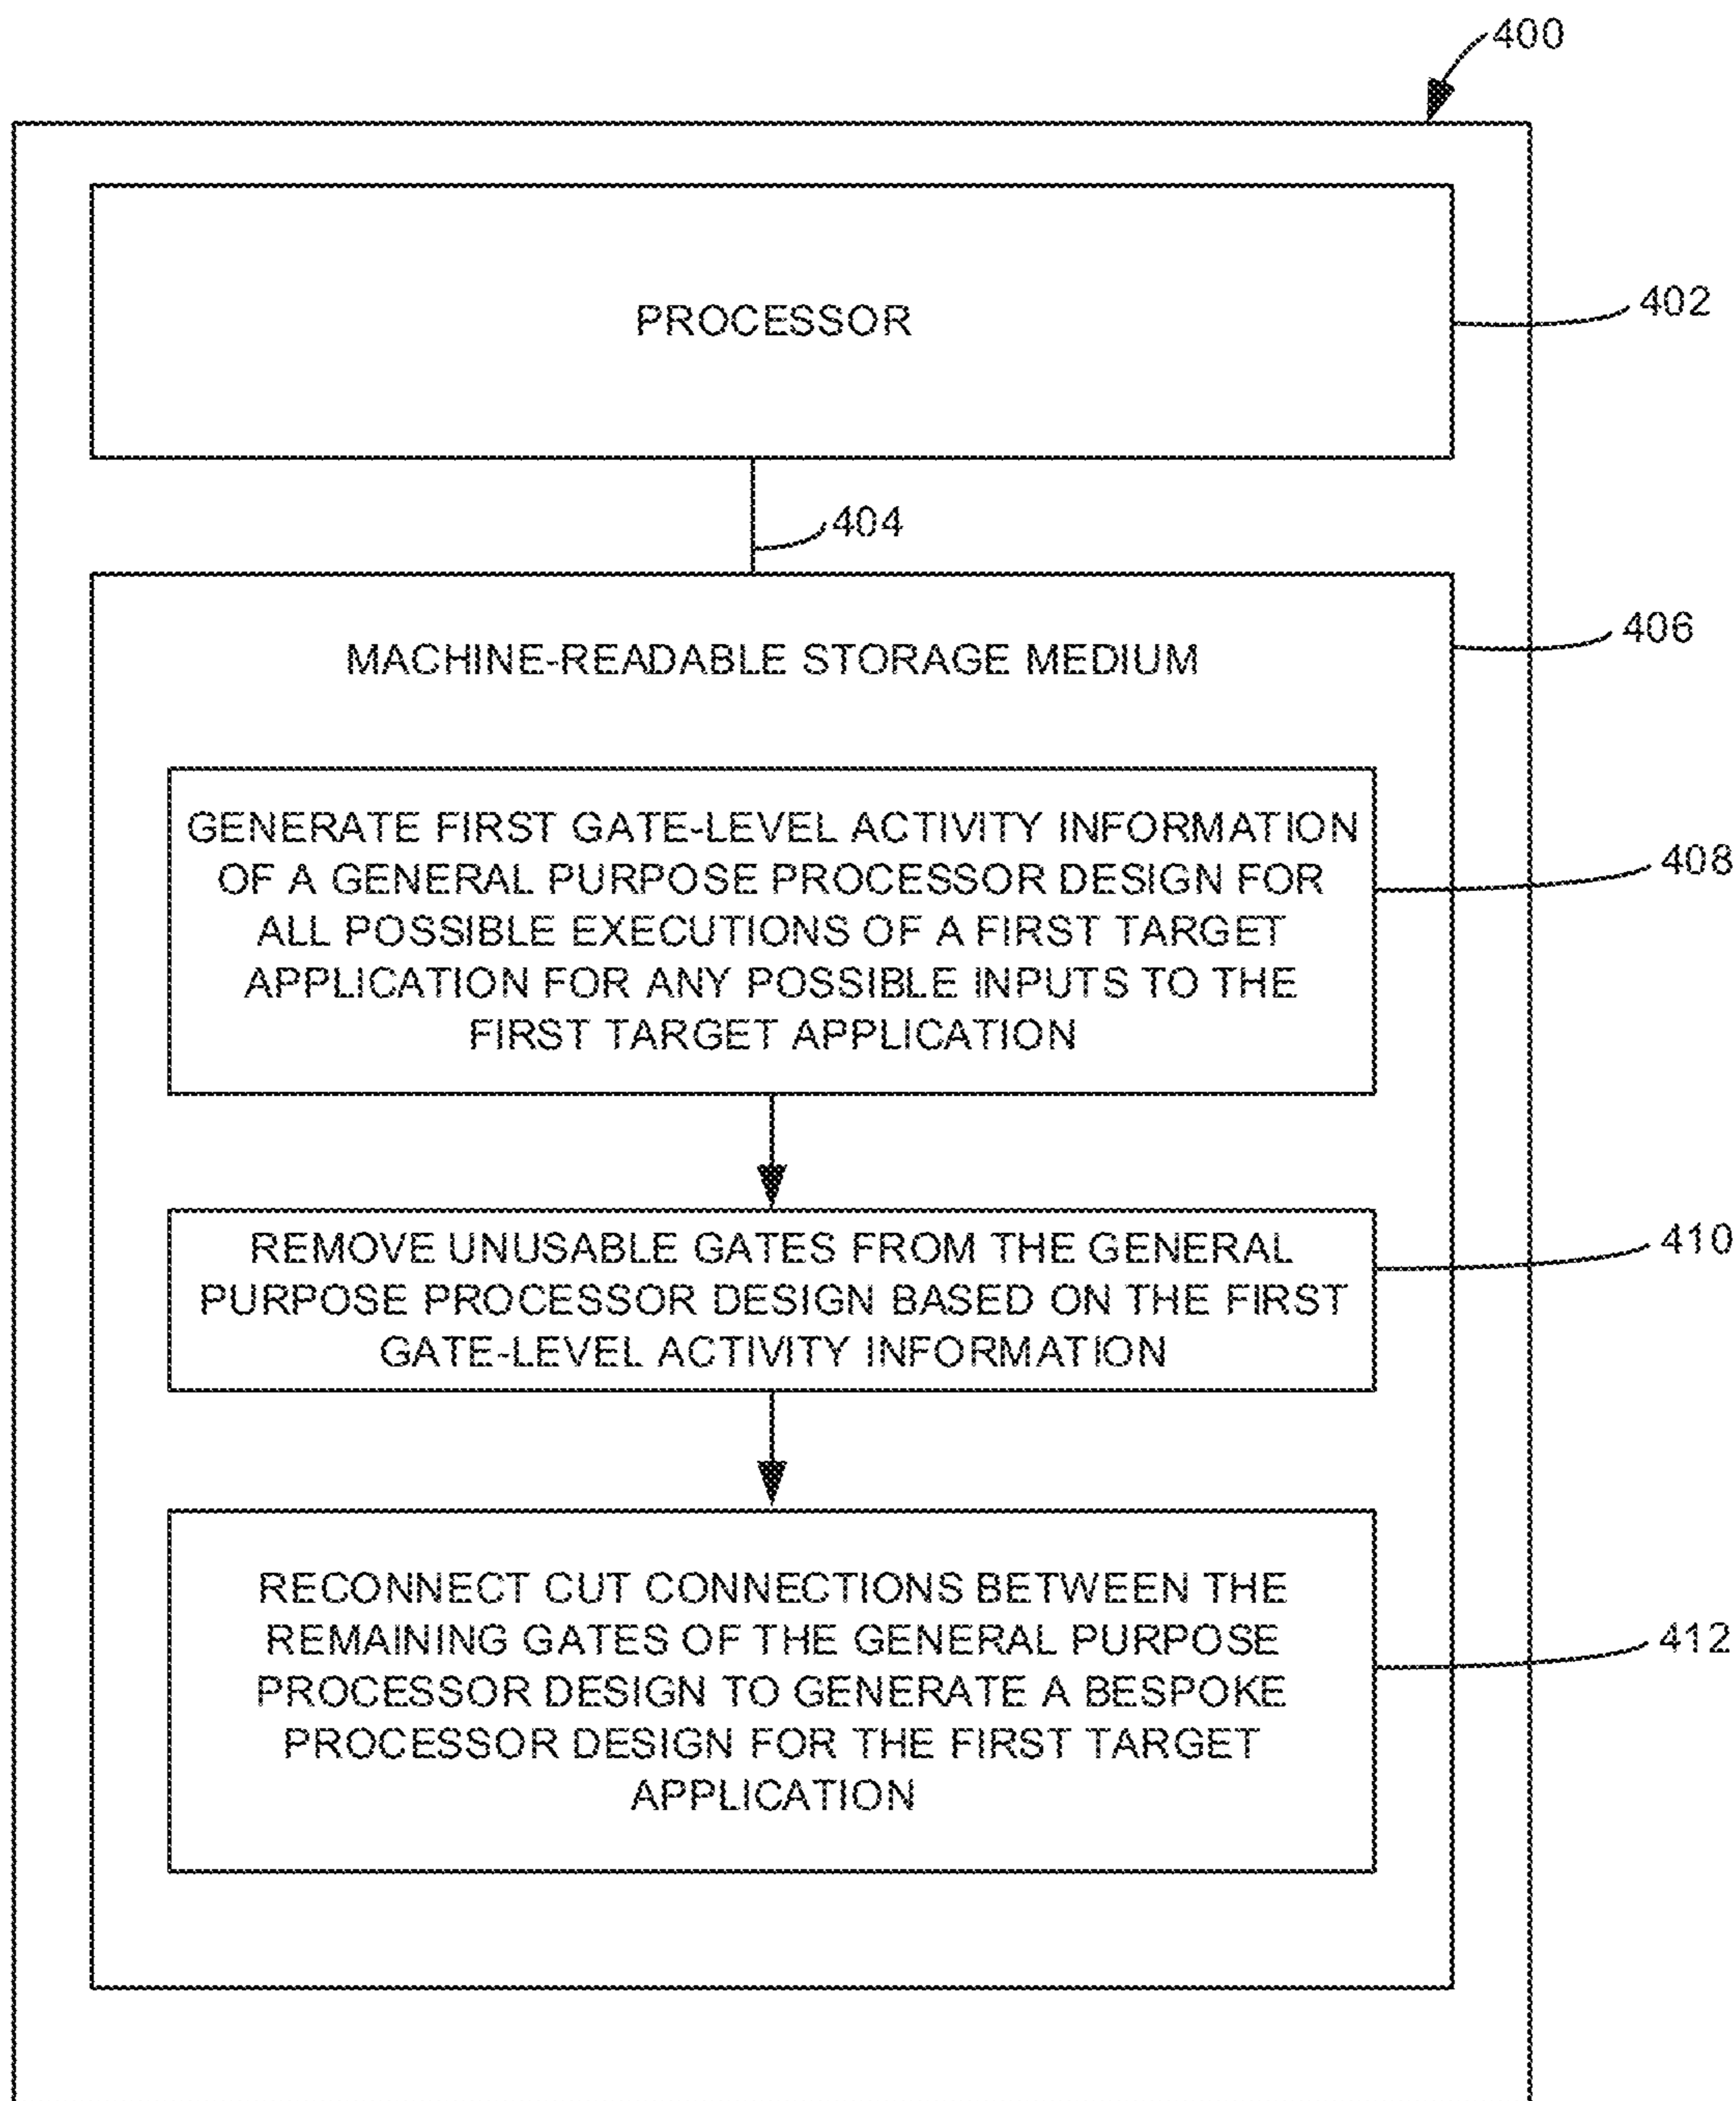 400
PROCESSOR
402
404
406
MACHINE-READABLE STORAGE MEDIUM
GENERATE FIRST GATE-LEVEL ACTIVITY INFORMATION
OF A GENERAL PURPOSE PROCESSOR DESIGN FOR
ALL POSSIBLE EXECUTIONS OF A FIRST TARGET
APPLICATION FOR ANY POSSIBLE INPUTS TO THE
FIRST TARGET APPLICATION
408
REMOVE UNUSABLE GATES FROM THE GENERAL
PURPOSE PROCESSOR DESIGN BASED ON THE FIRST
GATE-LEVEL ACTIVITY INFORMATION
410
RECONNECT CUT CONNECTIONS BETWEEN THE
REMAINING GATES OF THE GENERAL PURPOSE
PROCESSOR DESIGN TO GENERATE A BESPOKE
PROCESSOR DESIGN FOR THE FIRST TARGET
APPLICATION
412